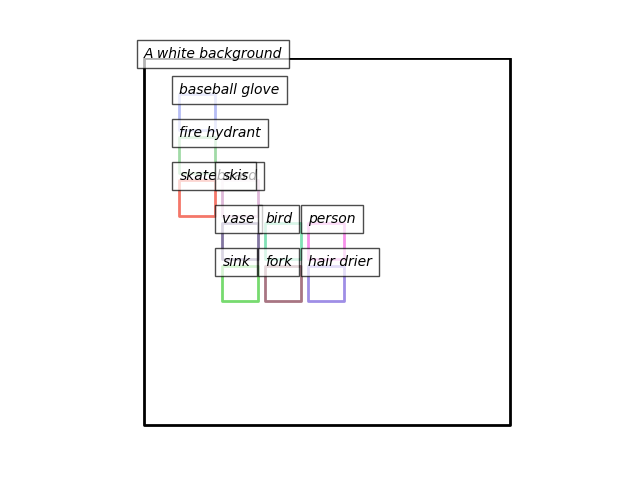 A white background
baseball glove
fire hydrant
skateboard skis
vase bird person
sink fork hair drier